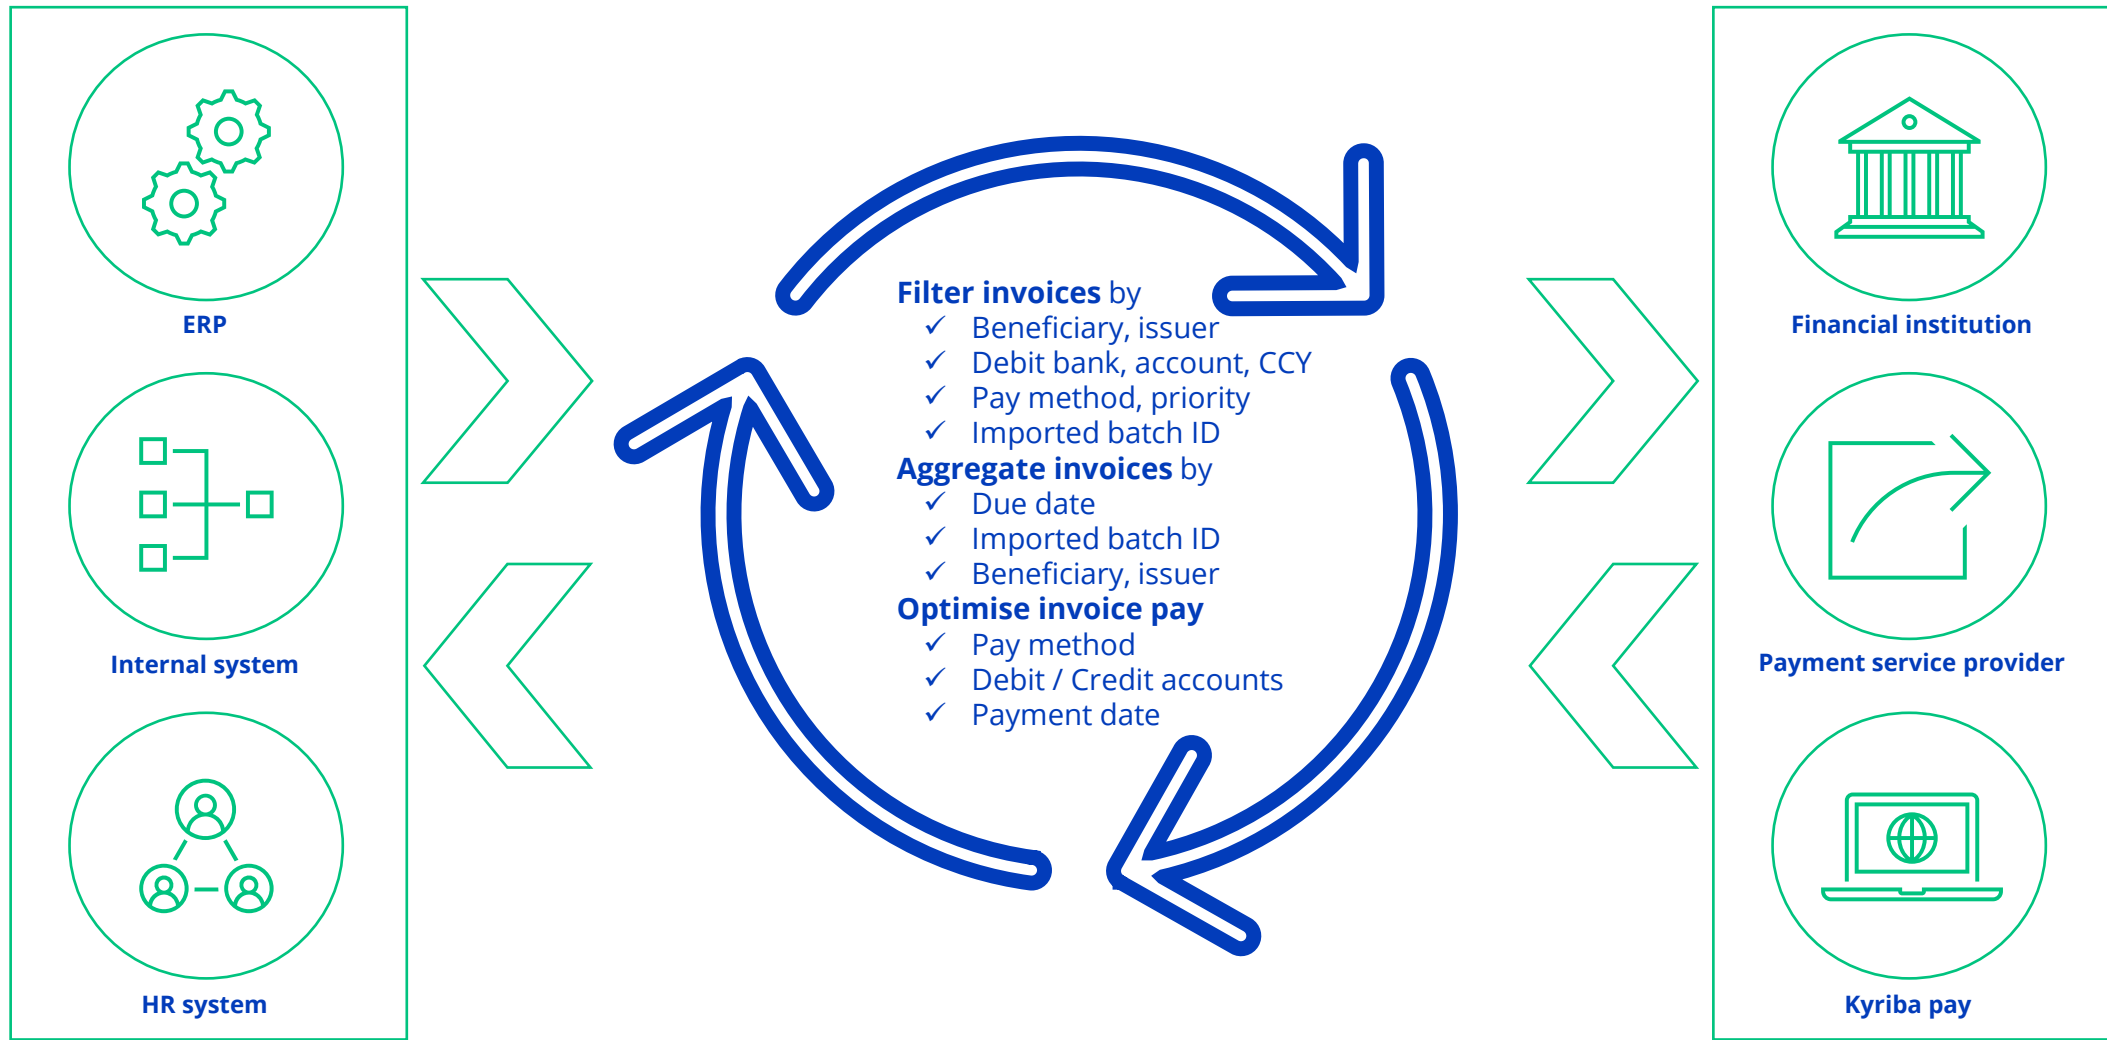 ERP
Internal system
HR system
Filter invoices by
✓ Beneficiary, issuer
✓ Debit bank, account, CCY
✓ Pay method, priority
✓ Imported batch ID
Aggregate invoices by
✓ Due date
✓ Imported batch ID
✓ Beneficiary, issuer
Optimise invoice pay
✓ Pay method
✓ Debit / Credit accounts
✓ Payment date
Financial institution
Payment service provider
Kyriba pay